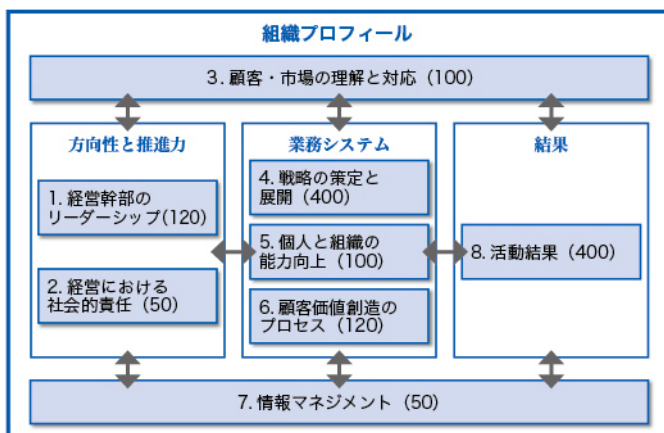 組織プロフィール
3. 顧客・市場の理解と対応（100）
方向性と推進力
1. 経営幹部の
リーダーシップ(120)
2. 経営における
社会的責任（50）
業務システム
4. 戦略の策定と
展開（400）
5. 個人と組織の
能力向上（100）
6. 顧客価値創造の
プロセス（120）
結果
8. 活動結果（400）
7. 情報マネジメント（50）